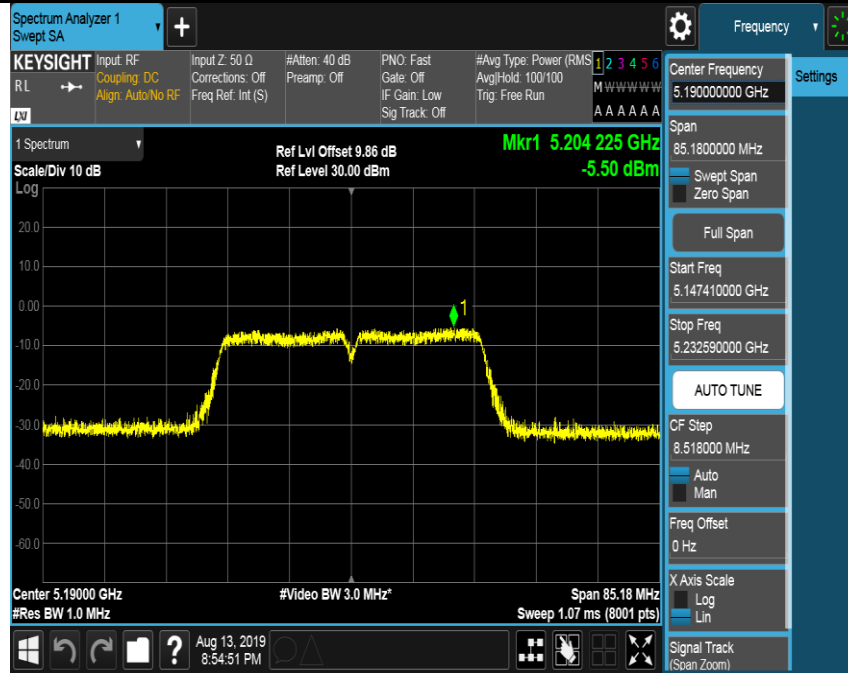 Spectrum Analyzer 1
Swept SA
+
Frequency
KEYSIGHT
RL
LXI
Input: RF
Coupling: DC
Align: Auto/No RF
Input Z: 50 Ω
Corrections: Off
Freq Ref: Int (S)
#Atten: 40 dB
Preamp: Off
PNO: Fast
Gate: Off
IF Gain: Low
Sig Track: Off
#Avg Type: Power (RMS
Avg|Hold: 100/100
Trig: Free Run
1 2 3 4 5 6
M W W W W W
A A A A A A
1 Spectrum
Scale/Div 10 dB
Log
Ref Lvl Offset 9.86 dB
Ref Level 30.00 dBm
Mkr1 5.204 225 GHz
-5.50 dBm
20.0
10.0
0.00
-10.0
-20.0
-30.0
-40.0
-50.0
-60.0
1
Center 5.19000 GHz
#Res BW 1.0 MHz
#Video BW 3.0 MHz*
Span 85.18 MHz
Sweep 1.07 ms (8001 pts)
?
Aug 13, 2019
8:54:51 PM
Center Frequency
5.190000000 GHz
Span
85.1800000 MHz
Swept Span
Zero Span
Full Span
Start Freq
5.147410000 GHz
Stop Freq
5.232590000 GHz
AUTO TUNE
CF Step
8.518000 MHz
Auto
Man
Freq Offset
0 Hz
X Axis Scale
Log
Lin
Signal Track
(Span Zoom)
Settings